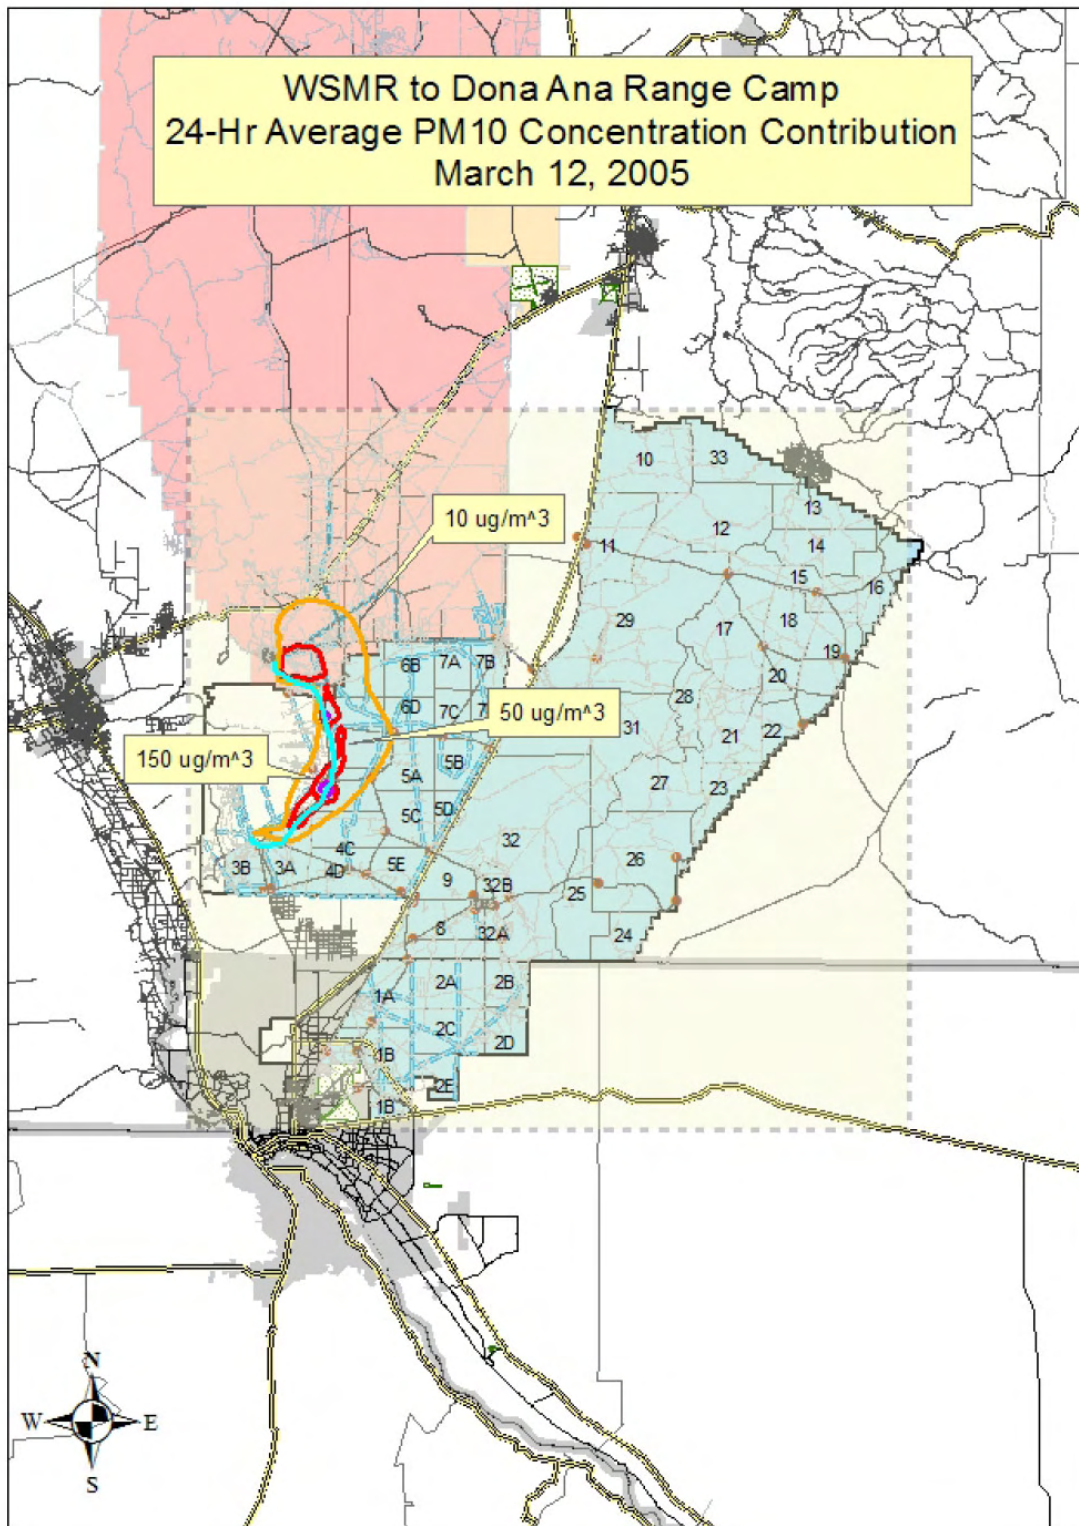 WSMR to Dona Ana Range Camp
24-Hr Average PM10 Concentration Contribution
March 12, 2005
10
33
10 ug/m^3
13
12
11
14
15
16
29
18
17
6B
7A
7B
19
20
28
6D
7C
7
50 ug/m^3
31
21
22
150 ug/m^3
5A
5B
27
23
5C
5D
32
4C
26
3B
3A
4D
5E
9
32B
25
8
32A
24
2A
2B
1A
2C
2D
1B
2E
1B
N
W
E
S